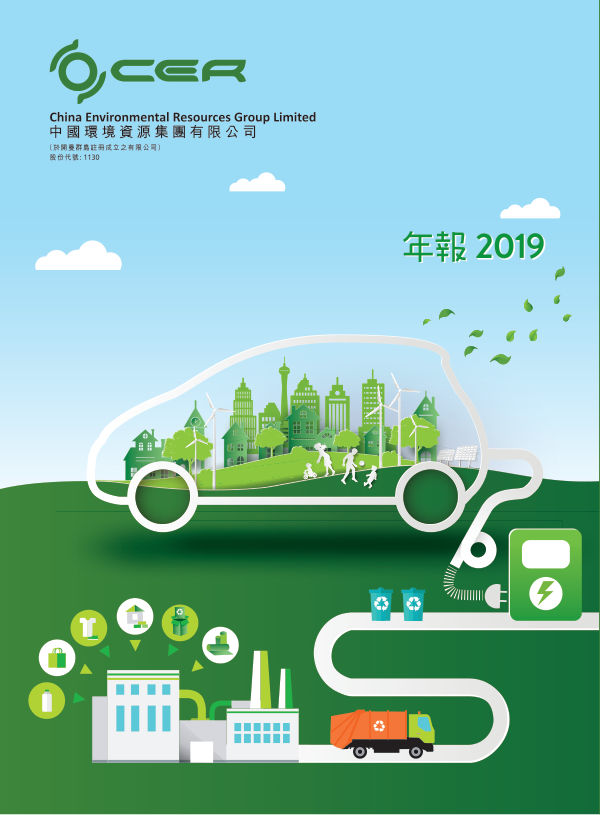 CER
China Environmental Resources Group Limited
中國環境資源集團有限公司
(於開曼群島註冊成立之有限公司)
股份代號: 1130
年報 2019